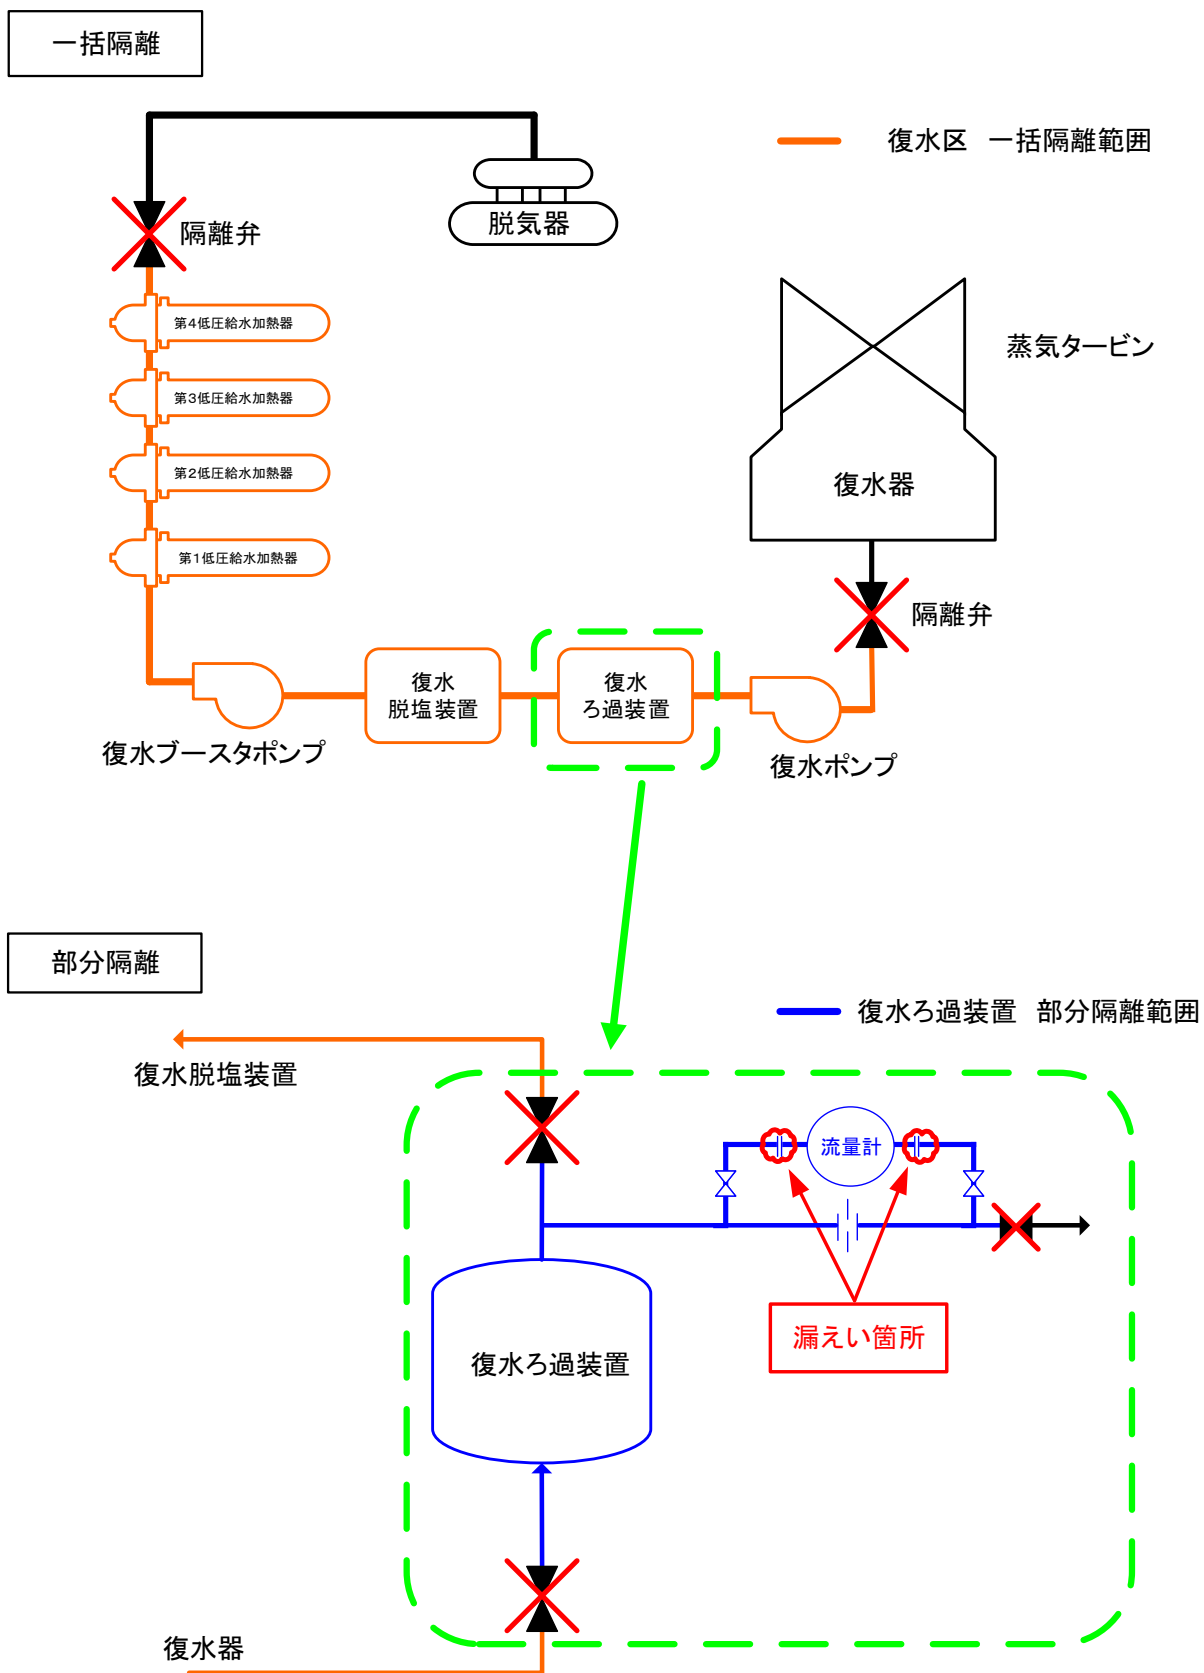 一括隔離
復水区　一括隔離範囲
脱気器
隔離弁
第4低圧給水加熱器
蒸気タービン
第3低圧給水加熱器
第2低圧給水加熱器
復水器
第1低圧給水加熱器
隔離弁
復水
脱塩装置
復水
ろ過装置
復水ブースタポンプ
復水ポンプ
部分隔離
復水ろ過装置　部分隔離範囲
復水脱塩装置
流量計
漏えい箇所
復水ろ過装置
復水器